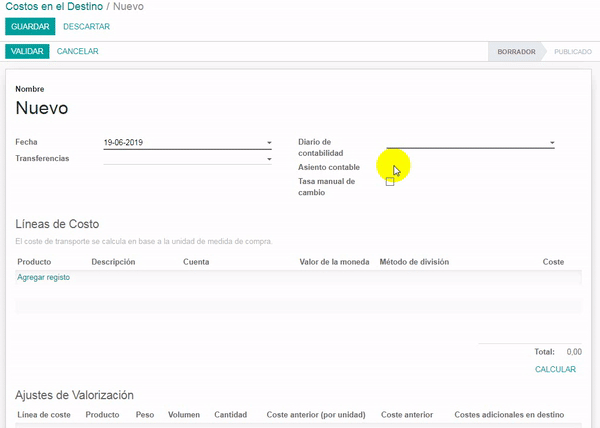 Costos en el Destino / Nuevo
GUARDAR DESCARTAR
VALIDAR CANCELAR BORRADOR PUBLICADO
Nombre
Nuevo
Fecha 19-06-2019 Diario de contabilidad
Transferencias Asiento contable
Tasa manual de cambio
Líneas de Costo
El coste de transporte se calcula en base a la unidad de medida de compra.
Producto Descripción Cuenta Valor de la moneda Método de división Coste
Agregar registo
Total: 0,00
CALCULAR
Ajustes de Valorización
Línea de coste Producto Peso Volumen Cantidad Coste anterior (por unidad) Coste anterior Costes adicionales en destino